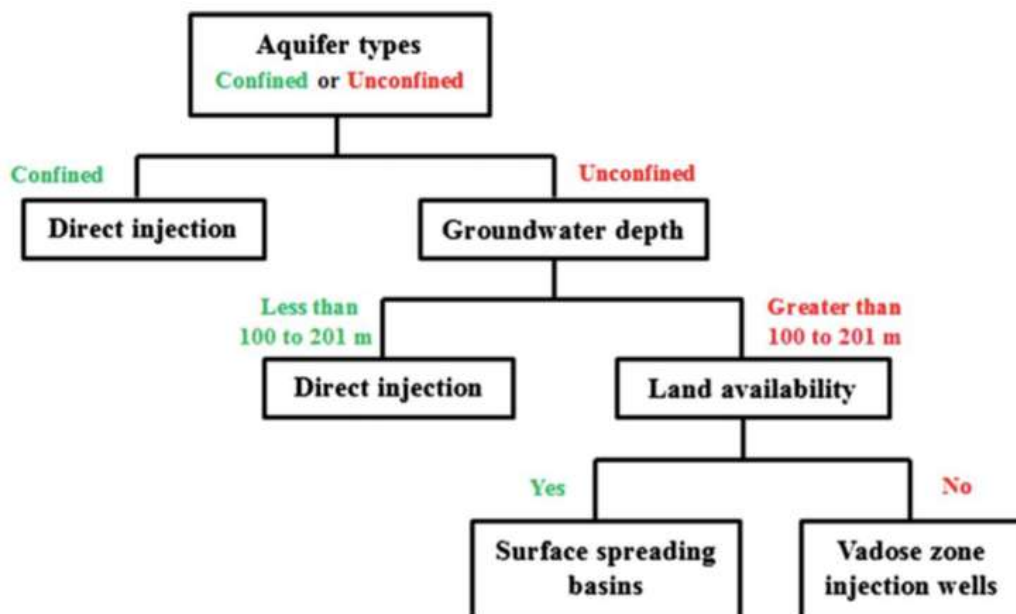 Aquifer types
Confined or Unconfined
Confined
Unconfined
Direct injection
Groundwater depth
Less than
100 to 201 m
Greater than
100 to 201 m
Direct injection
Land availability
Yes
No
Surface spreading
basins
Vadose zone
injection wells